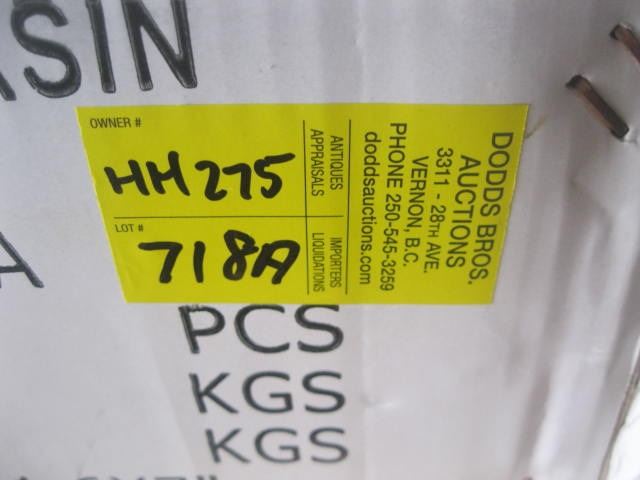 SIN
OWNER #
HH275
LOT #
718A
ANTIQUES
APPRAISALS
IMPORTERS
LIQUIDATIONS
DODDS BROS.
AUCTIONS
3311 - 28TH AVE.
VERNON, B.C.
PHONE 250-545-3259
doddsauctions.com
A
PCS
KGS
KGS